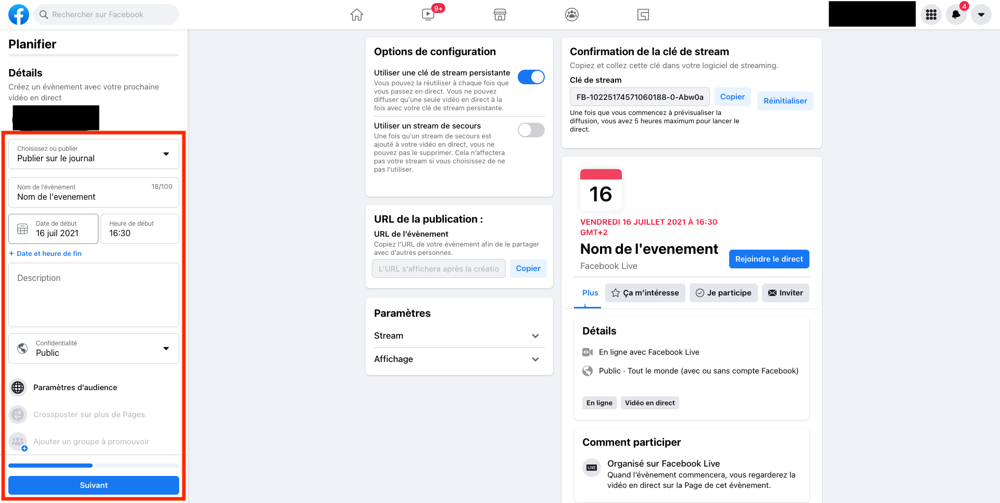 Rechercher sur Facebook
9+
4
Planifier
Détails
Créez un évènement avec votre prochaine
vidéo en direct
Choisissez où publier
Publier sur le journal
Nom de l’évènement
18/100
Nom de l'evenement
Date de début
16 juil 2021
Heure de début
16:30
+ Date et heure de fin
Description
Confidentialité
Public
Paramètres d’audience
Crossposter sur plus de Pages
Ajouter un groupe à promouvoir
Suivant
Options de configuration
Utiliser une clé de stream persistante
Vous pouvez la réutiliser à chaque fois que
vous passez en direct. Vous ne pouvez
diffuser qu’une seule vidéo en direct à la
fois avec votre clé de stream persistante.
Utiliser un stream de secours
Une fois qu’un stream de secours est
ajouté à votre vidéo en direct, vous ne
pouvez pas le supprimer. Cela n’affectera
pas votre stream si vous choisissez de ne
pas l’utiliser.
URL de la publication :
URL de l’évènement
Copiez l’URL de votre évènement afin de le partager
avec d’autres personnes.
L’URL s’affichera après la créatio
Copier
Paramètres
Stream
Affichage
Confirmation de la clé de stream
Copiez et collez cette clé dans votre logiciel de streaming.
Clé de stream
FB-10225174571060188-0-Abw0a
Copier
Réinitialiser
Une fois que vous commencez à prévisualiser la
diffusion, vous avez 5 heures maximum pour lancer le
direct.
16
VENDREDI 16 JUILLET 2021 À 16:30
GMT+2
Nom de l'evenement
Facebook Live
Rejoindre le direct
Plus
Ça m’intéresse
Je participe
Inviter
Détails
En ligne avec Facebook Live
Public · Tout le monde (avec ou sans compte Facebook)
En ligne
Vidéo en direct
Comment participer
LIVE
Organisé sur Facebook Live
Quand l’évènement commencera, vous regarderez la
vidéo en direct sur la Page de cet évènement.